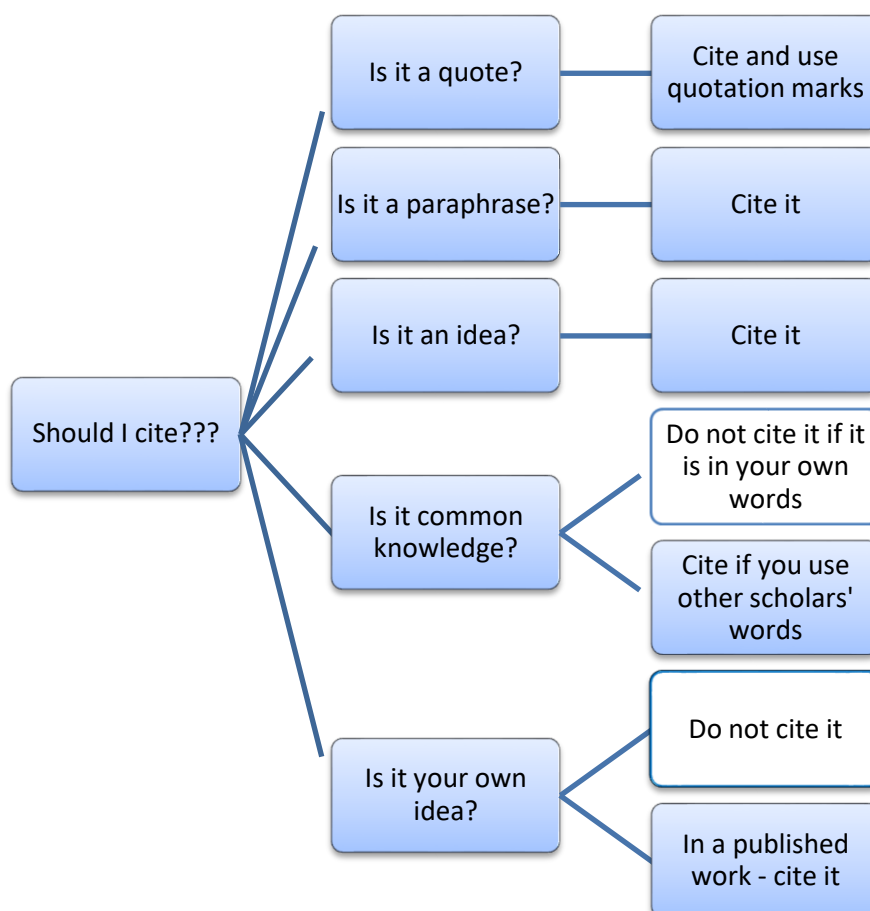 Should I cite???
Is it a quote?
Cite and use
quotation marks
Is it a paraphrase?
Cite it
Is it an idea?
Cite it
Is it common
knowledge?
Do not cite it if it
is in your own
words
Cite if you use
other scholars'
words
Is it your own
idea?
Do not cite it
In a published
work - cite it